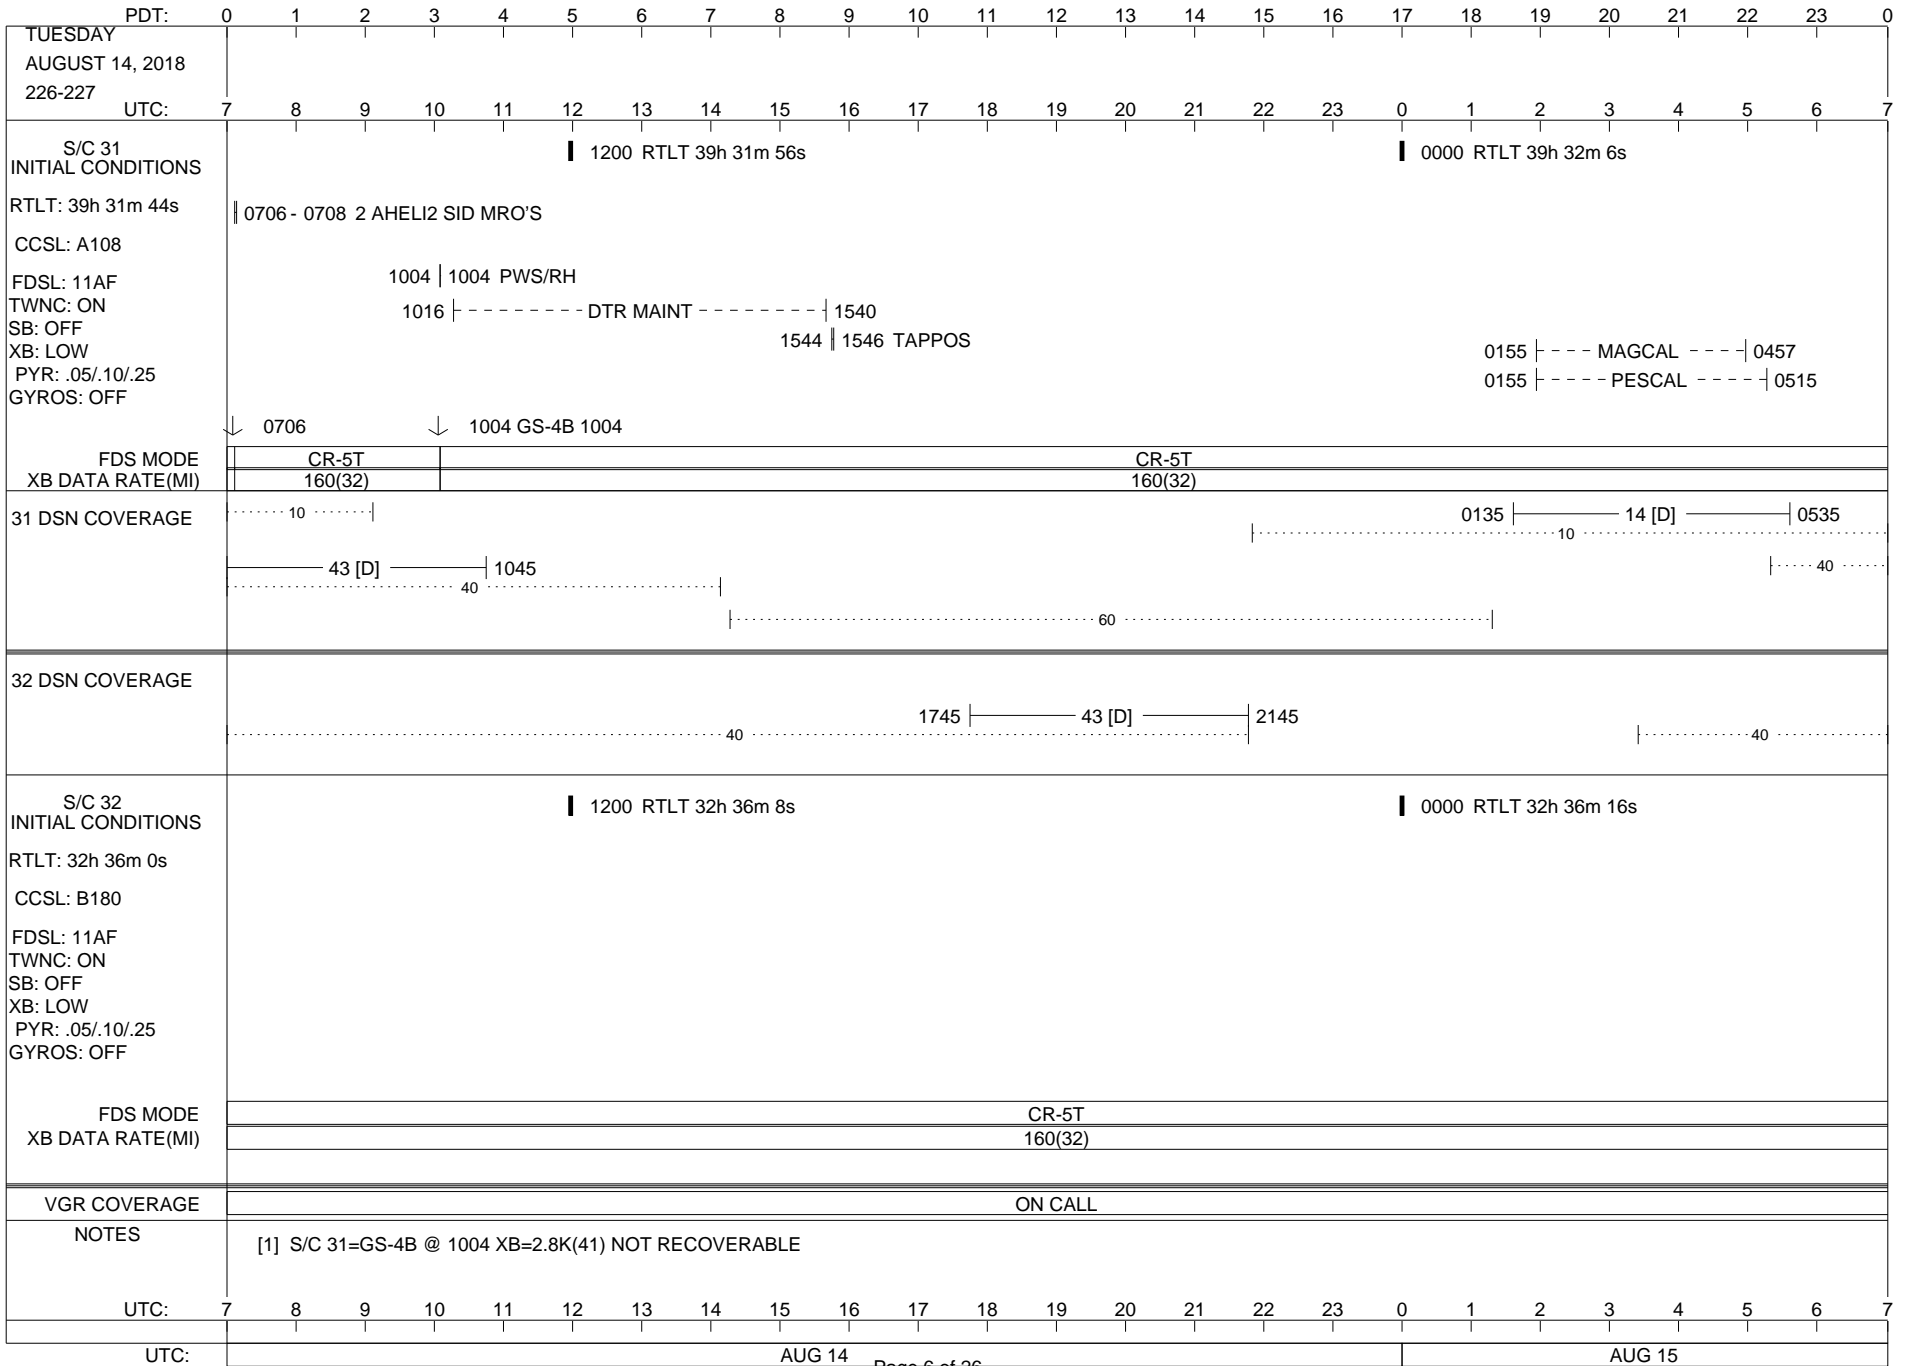 PDT: 0 1 2 3 4 5 6 7 8 9 10 11 12 13 14 15 16 17 18 19 20 21 22 23 0
TUESDAY
AUGUST 14, 2018
226-227
UTC: 7 8 9 10 11 12 13 14 15 16 17 18 19 20 21 22 23 0 1 2 3 4 5 6 7
S/C 31
INITIAL CONDITIONS
1200 RTLT 39h 31m 56s
0000 RTLT 39h 32m 6s
RTLT: 39h 31m 44s
0706 - 0708 2 AHELI2 SID MRO'S
CCSL: A108
1004 1004 PWS/RH
FDSL: 11AF
TWNC: ON
1016 DTR MAINT 1540
SB: OFF
1544 1546 TAPPOS
XB: LOW
0155 MAGCAL 0457
PYR: .05/.10/.25
0155 PESCAL 0515
GYROS: OFF
0706 1004 GS-4B 1004
FDS MODE CR-5T CR-5T
XB DATA RATE(MI) 160(32) 160(32)
31 DSN COVERAGE
10
0135 14 [D] 0535
10
43 [D] 1045
40
40
60
32 DSN COVERAGE
1745 43 [D] 2145
40 40
S/C 32
INITIAL CONDITIONS
1200 RTLT 32h 36m 8s
0000 RTLT 32h 36m 16s
RTLT: 32h 36m 0s
CCSL: B180
FDSL: 11AF
TWNC: ON
SB: OFF
XB: LOW
PYR: .05/.10/.25
GYROS: OFF
FDS MODE CR-5T
XB DATA RATE(MI) 160(32)
VGR COVERAGE ON CALL
NOTES
[1] S/C 31=GS-4B @ 1004 XB=2.8K(41) NOT RECOVERABLE
UTC: 7 8 9 10 11 12 13 14 15 16 17 18 19 20 21 22 23 0 1 2 3 4 5 6 7
UTC: AUG 14 AUG 15
Page 6 of 26